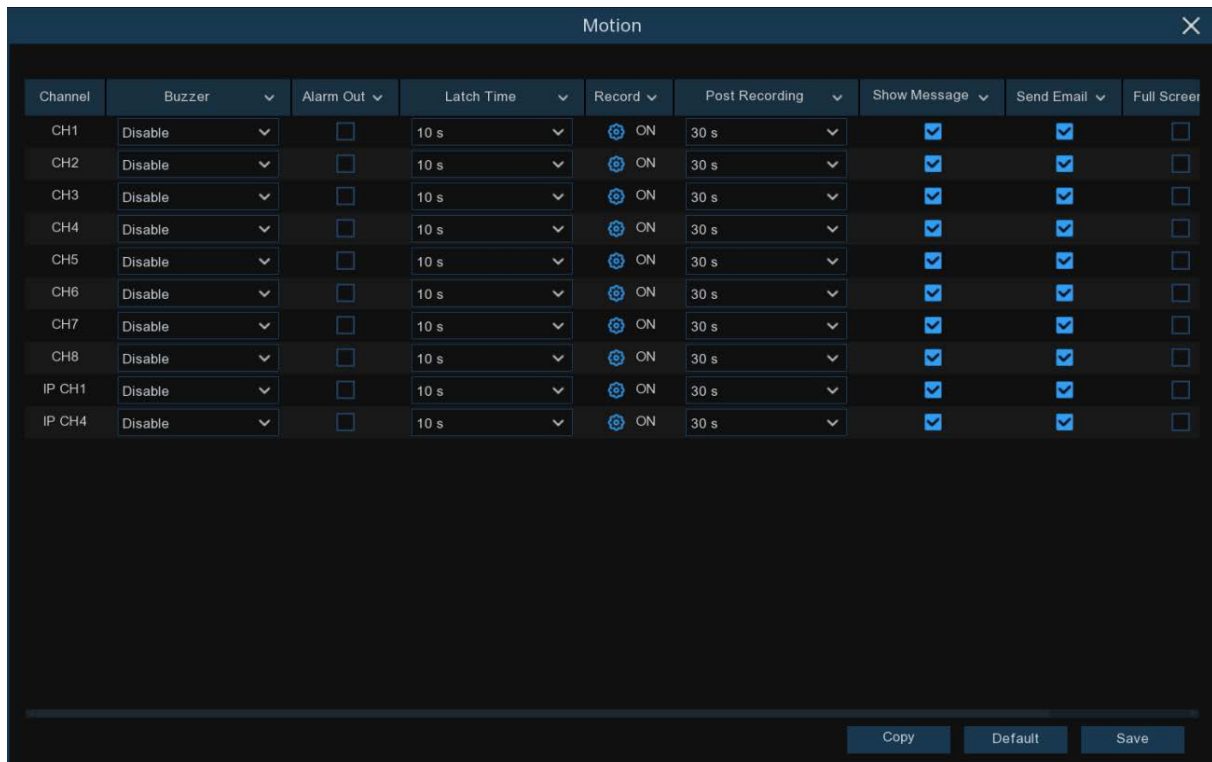 Motion
Channel Buzzer Alarm Out Latch Time Record Post Recording Show Message Send Email Full Screen
CH1 Disable 10 s ON 30 s
CH2 Disable 10 s ON 30 s
CH3 Disable 10 s ON 30 s
CH4 Disable 10 s ON 30 s
CH5 Disable 10 s ON 30 s
CH6 Disable 10 s ON 30 s
CH7 Disable 10 s ON 30 s
CH8 Disable 10 s ON 30 s
IP CH1 Disable 10 s ON 30 s
IP CH4 Disable 10 s ON 30 s
Copy Default Save